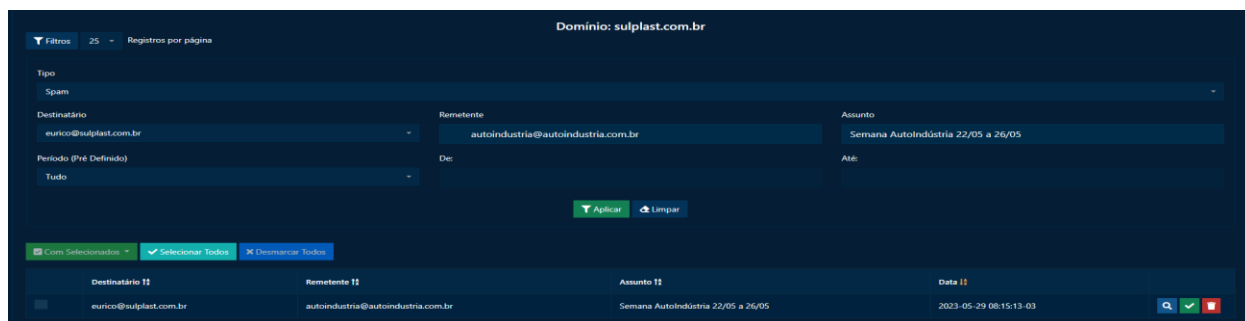 Domínio: sulplast.com.br
Filtros 25 Registros por página
Tipo
Spam
Destinatário Remetente Assunto
eurico@sulplast.com.br autoindustria@autoindustria.com.br Semana AutoIndústria 22/05 a 26/05
Período (Pré Definido) De: Até:
Tudo
Aplicar Limpar
Com Selecionados Selecionar Todos Desmarcar Todos
Destinatário Remetente Assunto Data
eurico@sulplast.com.br autoindustria@autoindustria.com.br Semana AutoIndústria 22/05 a 26/05 2023-05-29 08:15:13-03